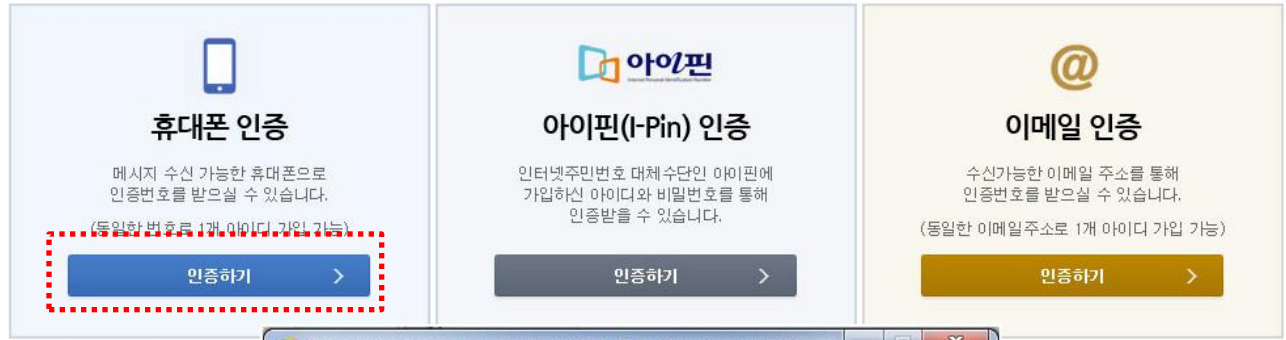 아이핀
휴대폰 인증
메시지 수신 가능한 휴대폰으로
인증번호를 받으실 수 있습니다.
(동일한 번호로 1개 아이디 가입 가능)
인증하기 >
아이핀(I-Pin) 인증
인터넷주민번호 대체수단인 아이핀에
가입하신 아이디와 비밀번호를 통해
인증받을 수 있습니다.
인증하기 >
@
이메일 인증
수신가능한 이메일 주소를 통해
인증번호를 받으실 수 있습니다.
(동일한 이메일주소로 1개 아이디 가입 가능)
인증하기 >